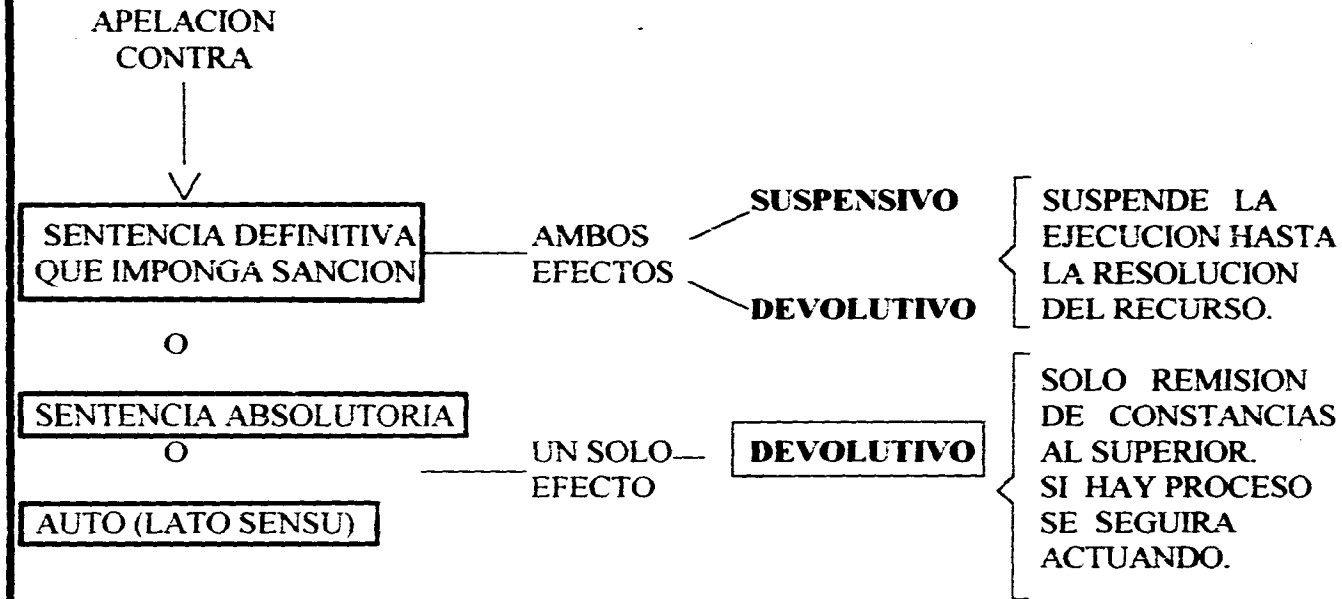 APELACION
CONTRA
SENTENCIA DEFINITIVA
QUE IMPONGA SANCION
AMBOS
EFECTOS
SUSPENSIVO
DEVOLUTIVO
SUSPENDE LA
EJECUCION HASTA
LA RESOLUCION
DEL RECURSO.
O
SENTENCIA ABSOLUTORIA
O
AUTO (LATO SENSU)
UN SOLO
EFECTO
DEVOLUTIVO
SOLO REMISION
DE CONSTANCIAS
AL SUPERIOR.
SI HAY PROCESO
SE SEGUIRA
ACTUANDO.